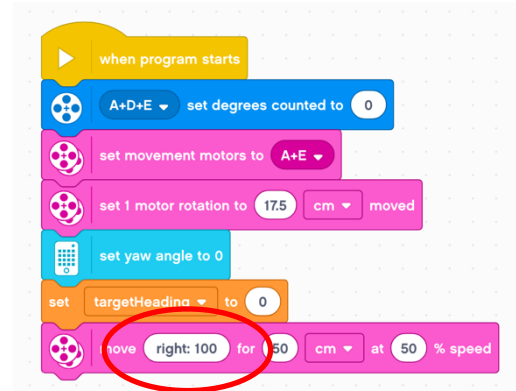 when program starts
A+D+E set degrees counted to 0
set movement motors to A+E
set 1 motor rotation to 17.5 cm moved
set yaw angle to 0
set targetHeading to 0
move right: 100 for 50 cm at 50 % speed